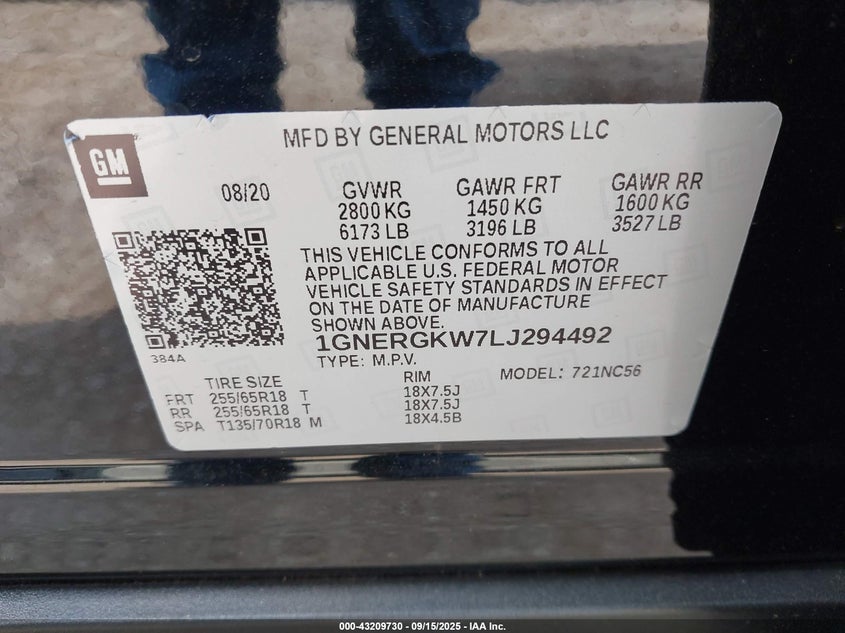 MFD BY GENERAL MOTORS LLC
GM
08/20 GVWR GAWR FRT GAWR RR
2800 KG 1450 KG 1600 KG
6173 LB 3196 LB 3527 LB
THIS VEHICLE CONFORMS TO ALL
APPLICABLE U.S. FEDERAL MOTOR
VEHICLE SAFETY STANDARDS IN EFFECT
ON THE DATE OF MANUFACTURE
SHOWN ABOVE.
384A
1GNERGKW7LJ294492
TYPE: M.P.V.
TIRE SIZE RIM MODEL: 721NC56
FRT 255/65R18 T 18X7.5J
RR 255/65R18 T 18X7.5J
SPA T135/70R18 M 18X4.5B
000-43209730 - 09/15/2025 - IAA Inc.